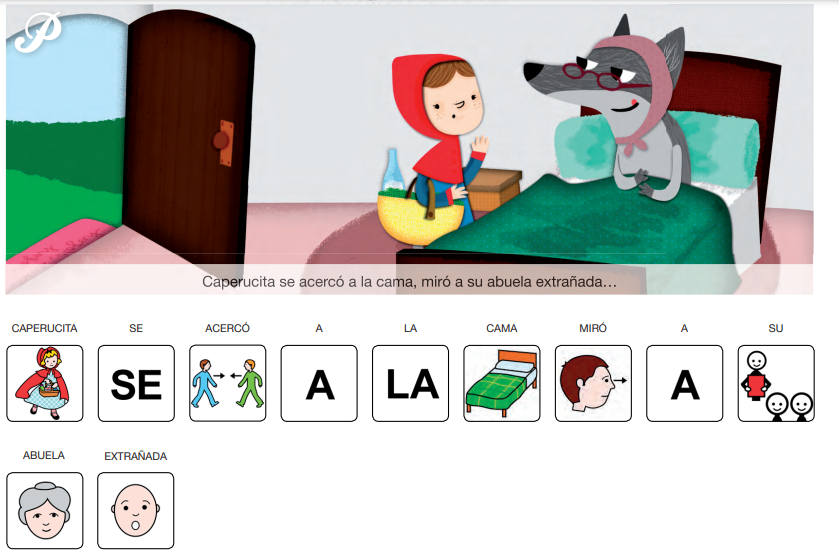 P
Caperucita se acercó a la cama, miró a su abuela extrañada…
CAPERUCITA SE ACERCÓ A LA CAMA MIRÓ A SU
SE A LA A
ABUELA EXTRAÑADA